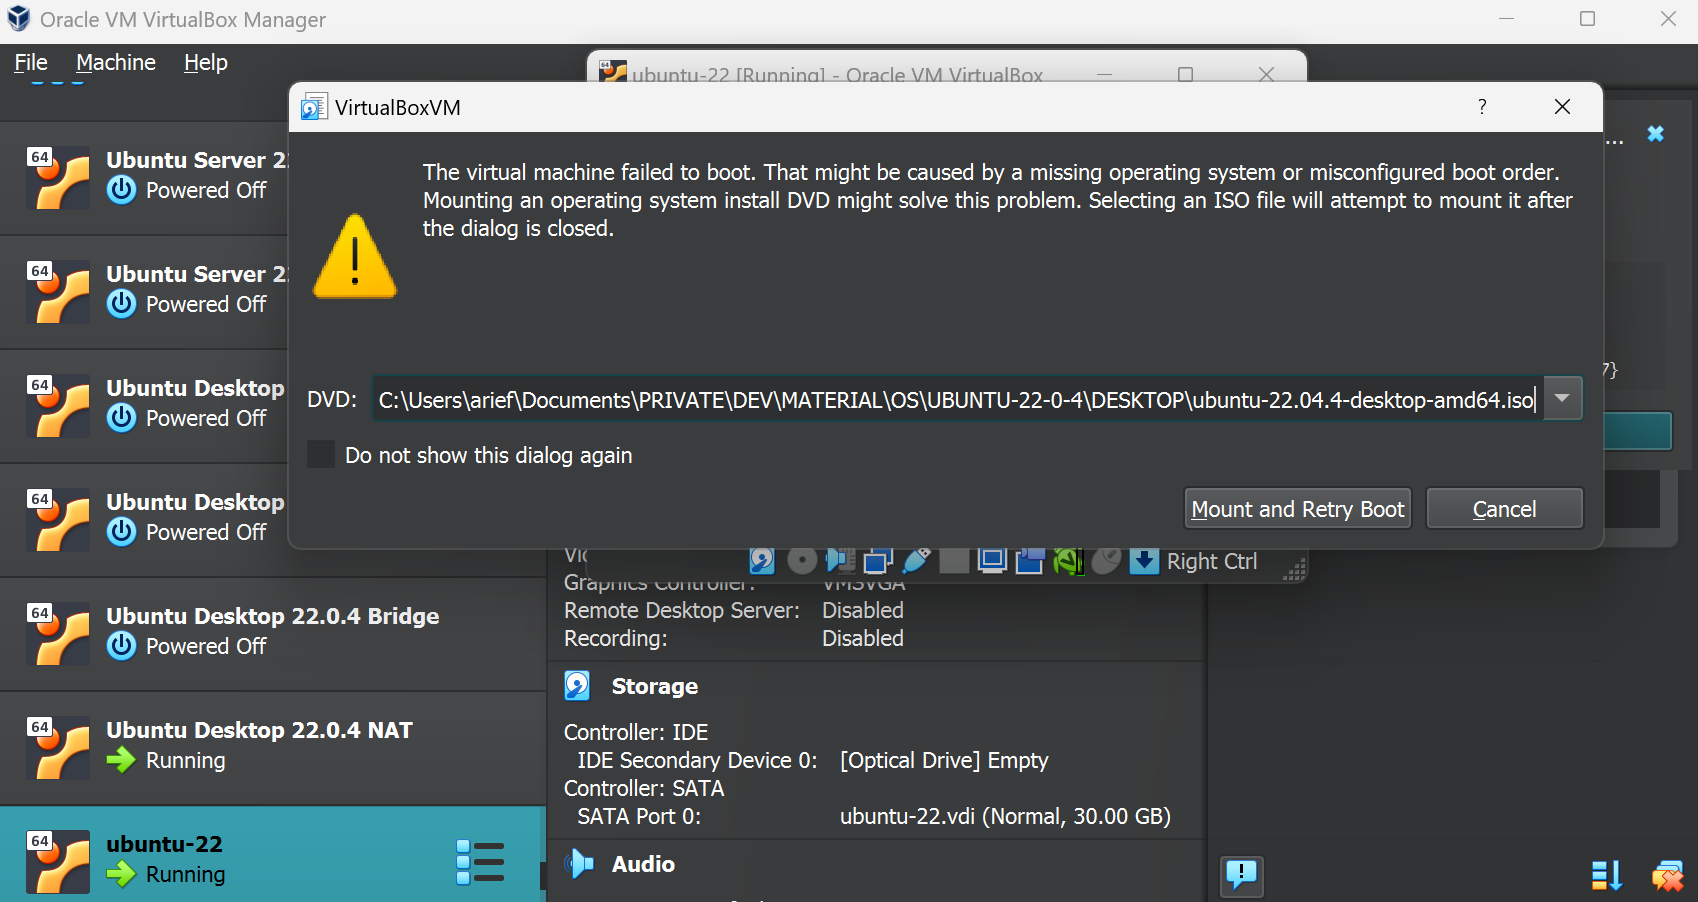 Oracle VM VirtualBox Manager
File Machine Help
ubuntu-22 [Running] - Oracle VM VirtualBox
VirtualBoxVM
?
The virtual machine failed to boot. That might be caused by a missing operating system or misconfigured boot order.
Mounting an operating system install DVD might solve this problem. Selecting an ISO file will attempt to mount it after
the dialog is closed.
DVD: C:\Users\arief\Documents\PRIVATE\DEV\MATERIAL\OS\UBUNTU-22-0-4\DESKTOP\ubuntu-22.04.4-desktop-amd64.iso
Do not show this dialog again
Mount and Retry Boot
Cancel
...
7}
64
Ubuntu Server 2
Powered Off
64
Ubuntu Server 2
Powered Off
64
Ubuntu Desktop
Powered Off
64
Ubuntu Desktop
Powered Off
64
Ubuntu Desktop 22.0.4 Bridge
Powered Off
64
Ubuntu Desktop 22.0.4 NAT
Running
64
ubuntu-22
Running
Right Ctrl
Graphics Controller: VMSVGA
Remote Desktop Server: Disabled
Recording: Disabled
Storage
Controller: IDE
IDE Secondary Device 0: [Optical Drive] Empty
Controller: SATA
SATA Port 0: ubuntu-22.vdi (Normal, 30.00 GB)
Audio